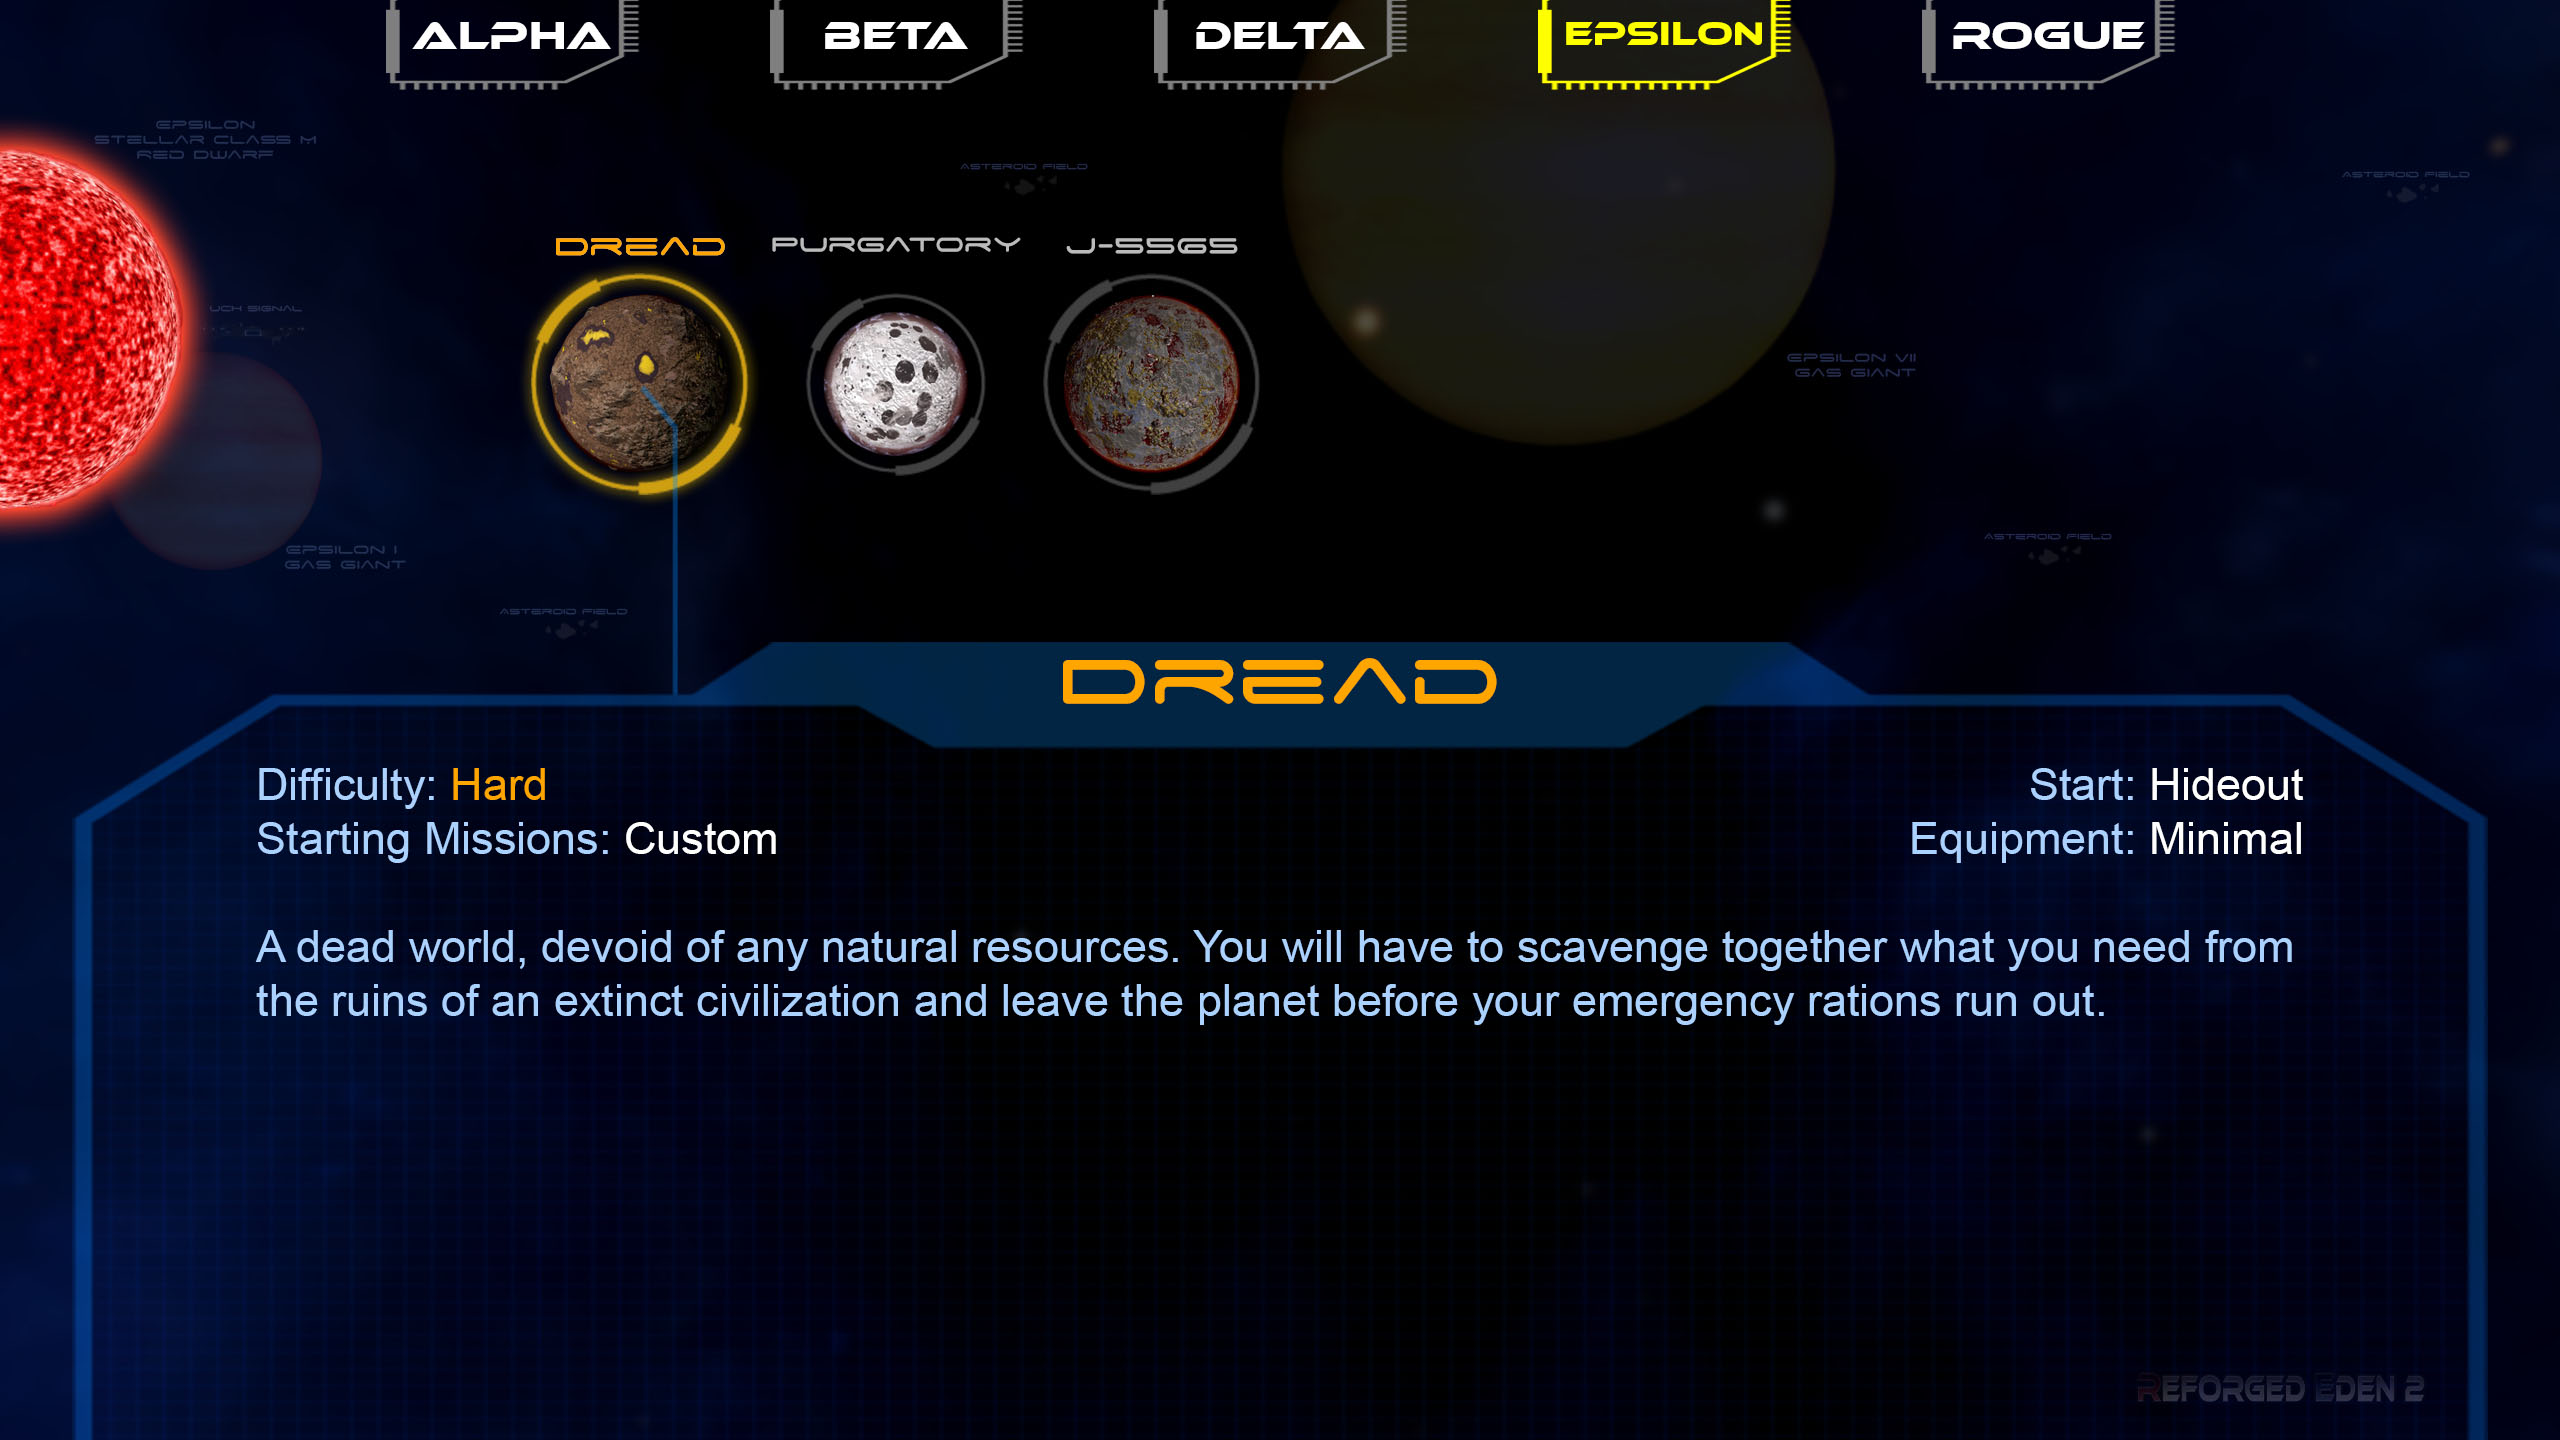 ALPHA
BETA
DELTA
EPSILON
ROGUE
EPSILON
STELLAR CLASS M
RED DWARF
ASTEROID FIELD
ASTEROID FIELD
DREAD
PURGATORY
J-5565
UCH SIGNAL
EPSILON VII
GAS GIANT
ASTEROID FIELD
EPSILON I
GAS GIANT
ASTEROID FIELD
DREAD
Difficulty: Hard
Start: Hideout
Starting Missions: Custom
Equipment: Minimal
A dead world, devoid of any natural resources. You will have to scavenge together what you need from
the ruins of an extinct civilization and leave the planet before your emergency rations run out.
REFORGED EDEN 2